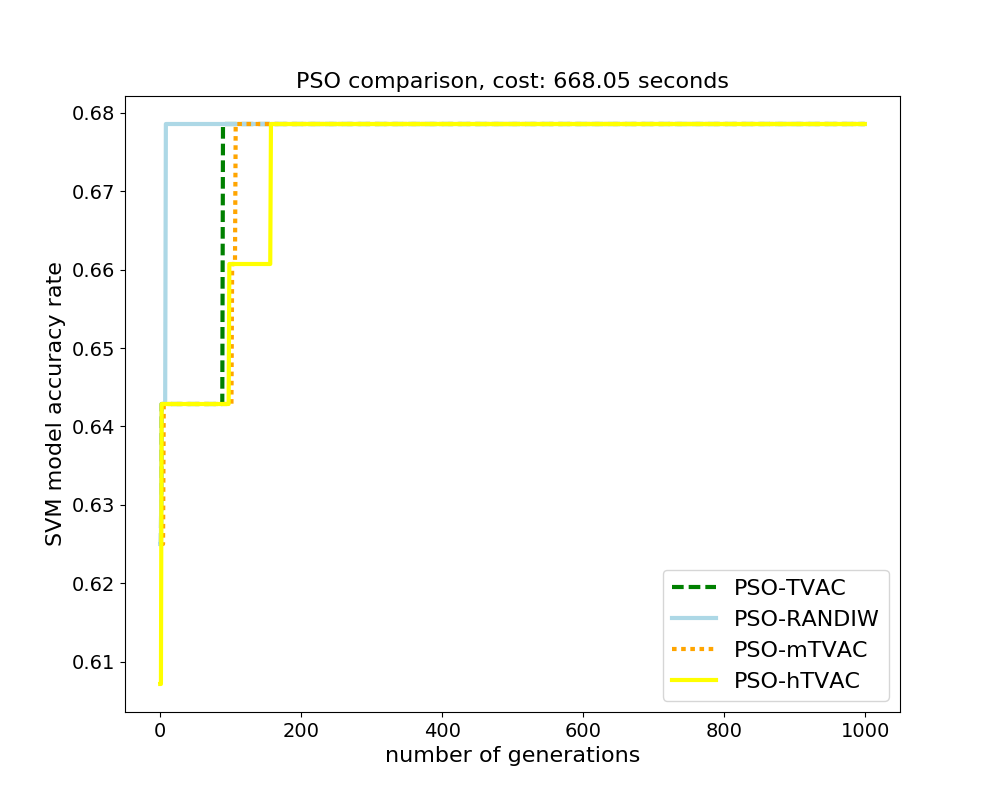 PSO comparison, cost: 668.05 seconds
SVM model accuracy rate
0.68
0.67
0.66
0.65
0.64
0.63
0.62
0.61
0 200 400 600 800 1000
number of generations
PSO-TVAC
PSO-RANDIW
PSO-mTVAC
PSO-hTVAC